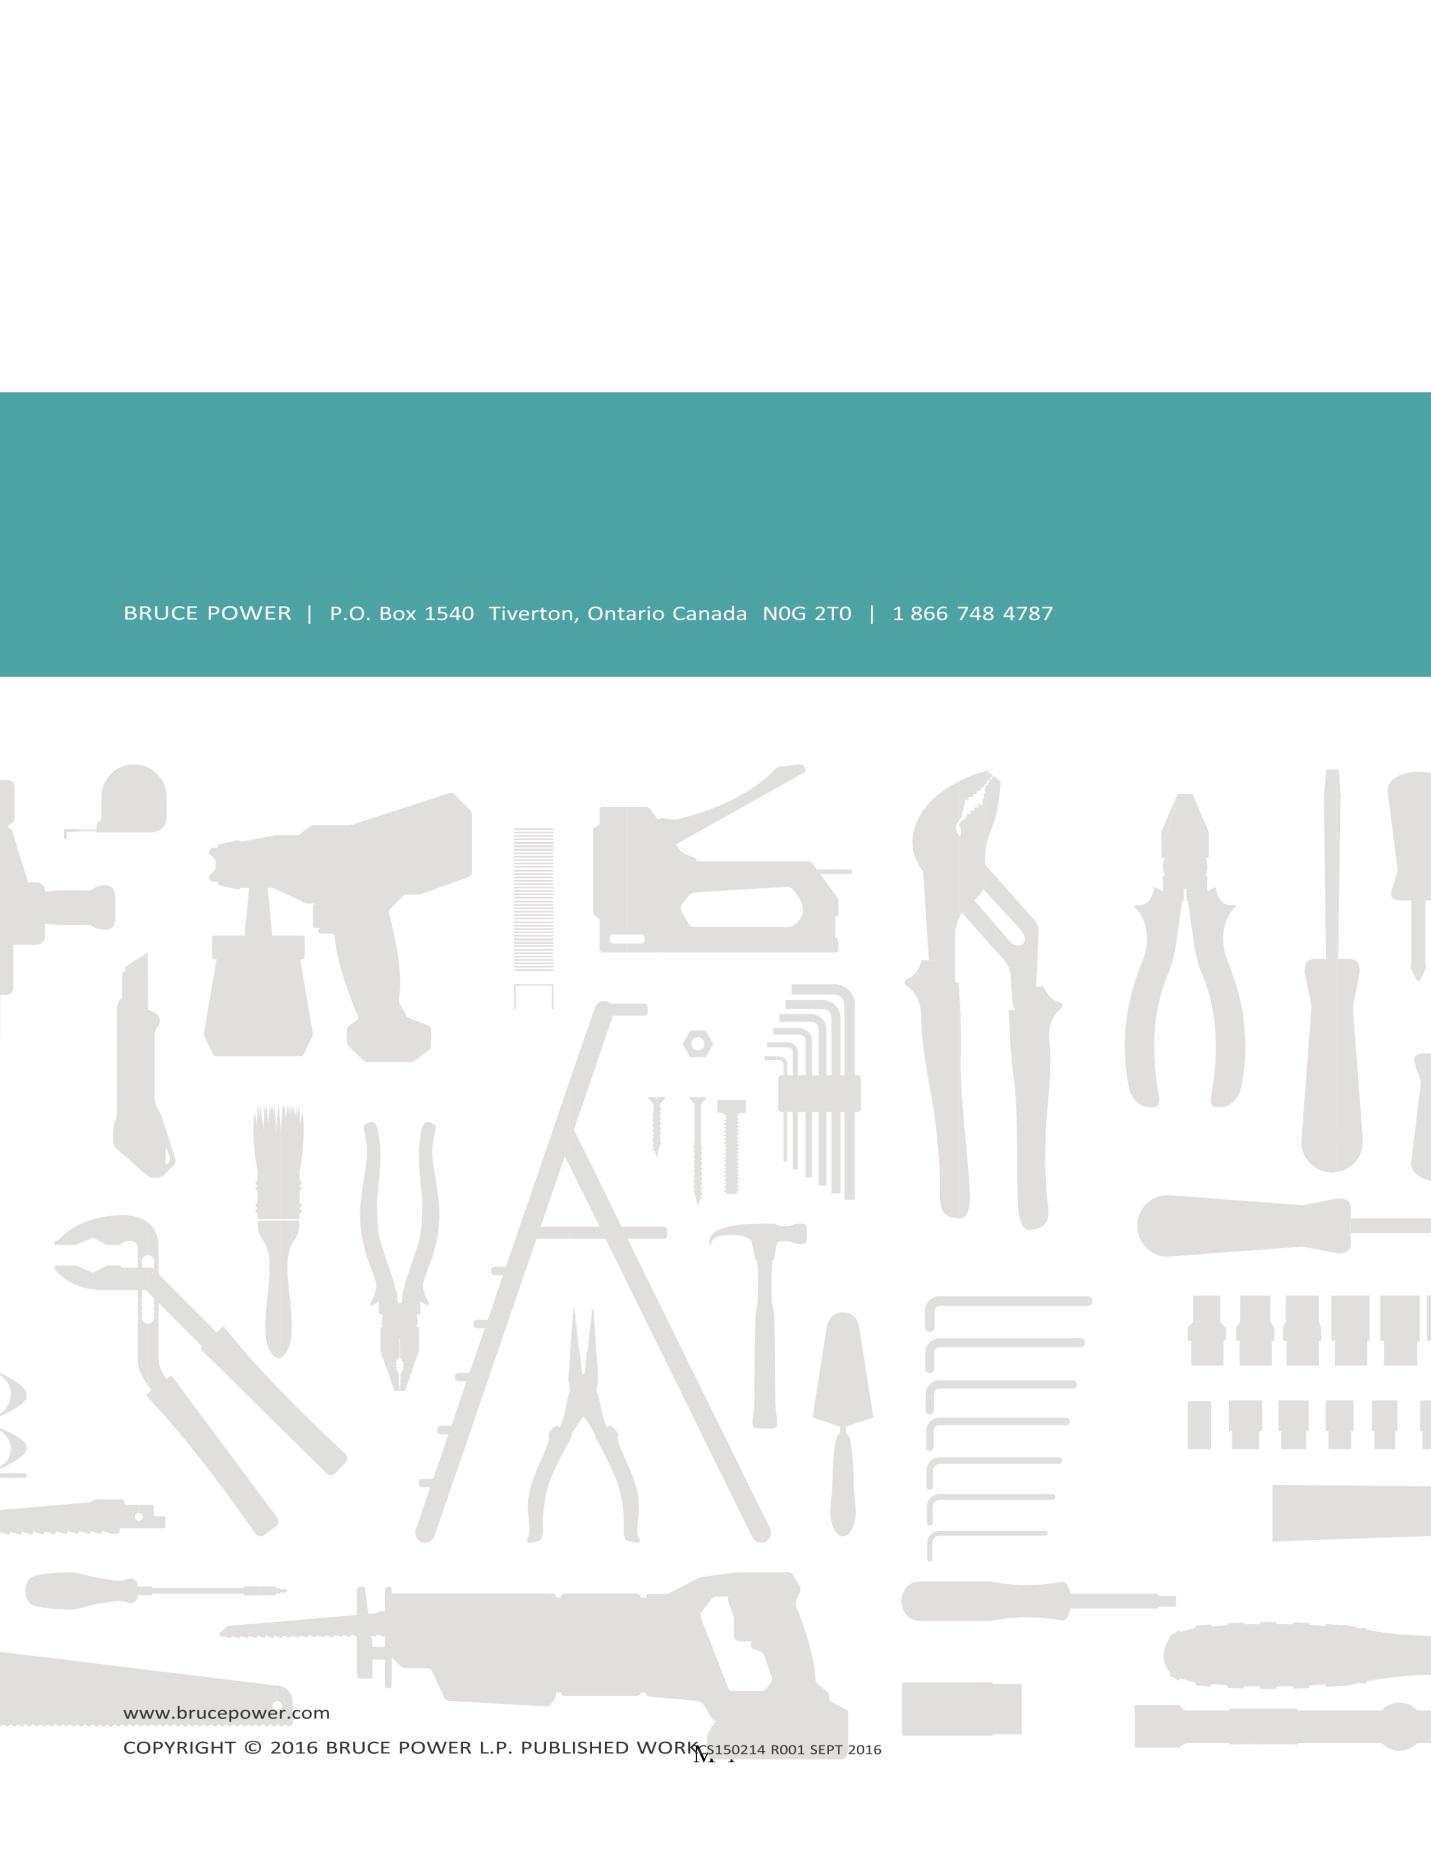 BRUCE POWER | P.O. Box 1540 Tiverton, Ontario Canada N0G 2T0 | 1 866 748 4787
www.brucepower.com
COPYRIGHT © 2016 BRUCE POWER L.P. PUBLISHED WORK CS150214 R001 SEPT 2016